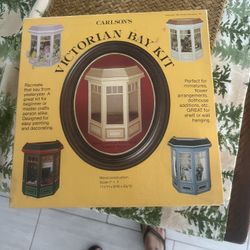 CARLSON'S
VICTORIAN BAY KIT
Recreate
that bay from
yesteryear. A
great kit for
beginner or
master crafts
person alike.
Designed for
easy painting
and decorating.
Perfect for
miniatures,
flower
arrangements,
dollhouse
additions, etc.
GREAT for
shelf or wall
hanging.
Wood construction